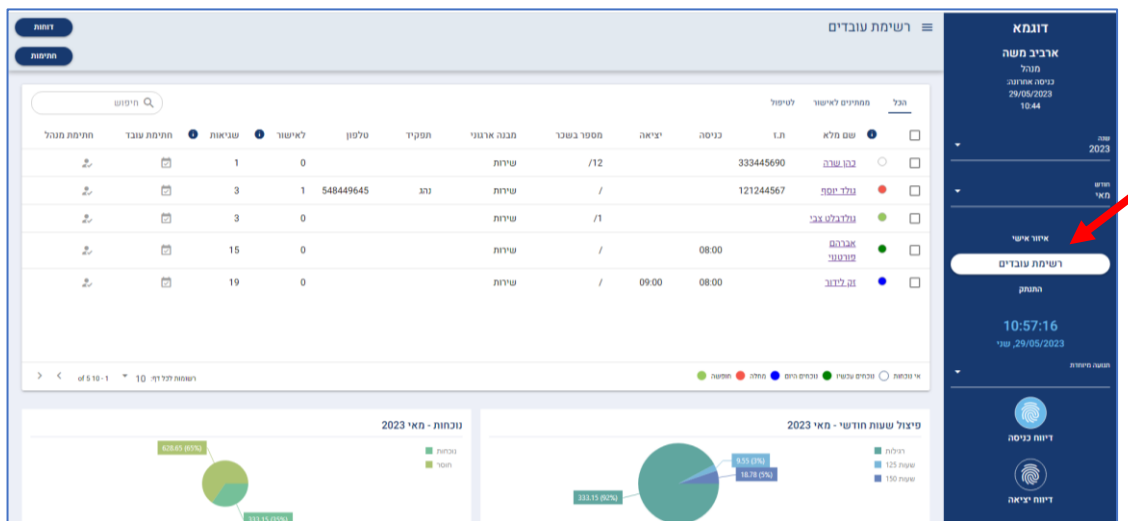 דוגמא
ארביב משה
מנהל
כניסה אחרונה:
29/05/2023
10:44
שנה
2023
חודש
מאי
איזור אישי
רשימת עובדים
התנתק
10:57:16
29/05/2023, שני
תנועה מיוחדת
דיווח כניסה
דיווח יציאה
רשימת עובדים
דוחות
חתימות
הכל ממתינים לאישור לטיפול
חיפוש
שם מלא ת.ז כניסה יציאה מספר בשכר מבנה ארגוני תפקיד טלפון לאישור שגיאות חתימת עובד חתימת מנהל
כהן שרה 333445690 /12 שירות 0 1
גולד יוסף 121244567 / שירות נהג 548449645 1 3
גולדבלט צבי /1 שירות 0 3
אברהם פורטנוי 08:00 / שירות 0 15
זק לידור 08:00 09:00 / שירות 0 19
אי נוכחות נוכחים עכשיו נוכחים היום מחלה חופשה
רשומות לכל דף: 10 1 - 10 of 5
פיצול שעות חודשי - מאי 2023
רגילות
שעות 125
שעות 150
9.55 (3%)
18.78 (5%)
333.15 (92%)
נוכחות - מאי 2023
נוכחות
חוסר
628.65 (65%)
333.15 (35%)